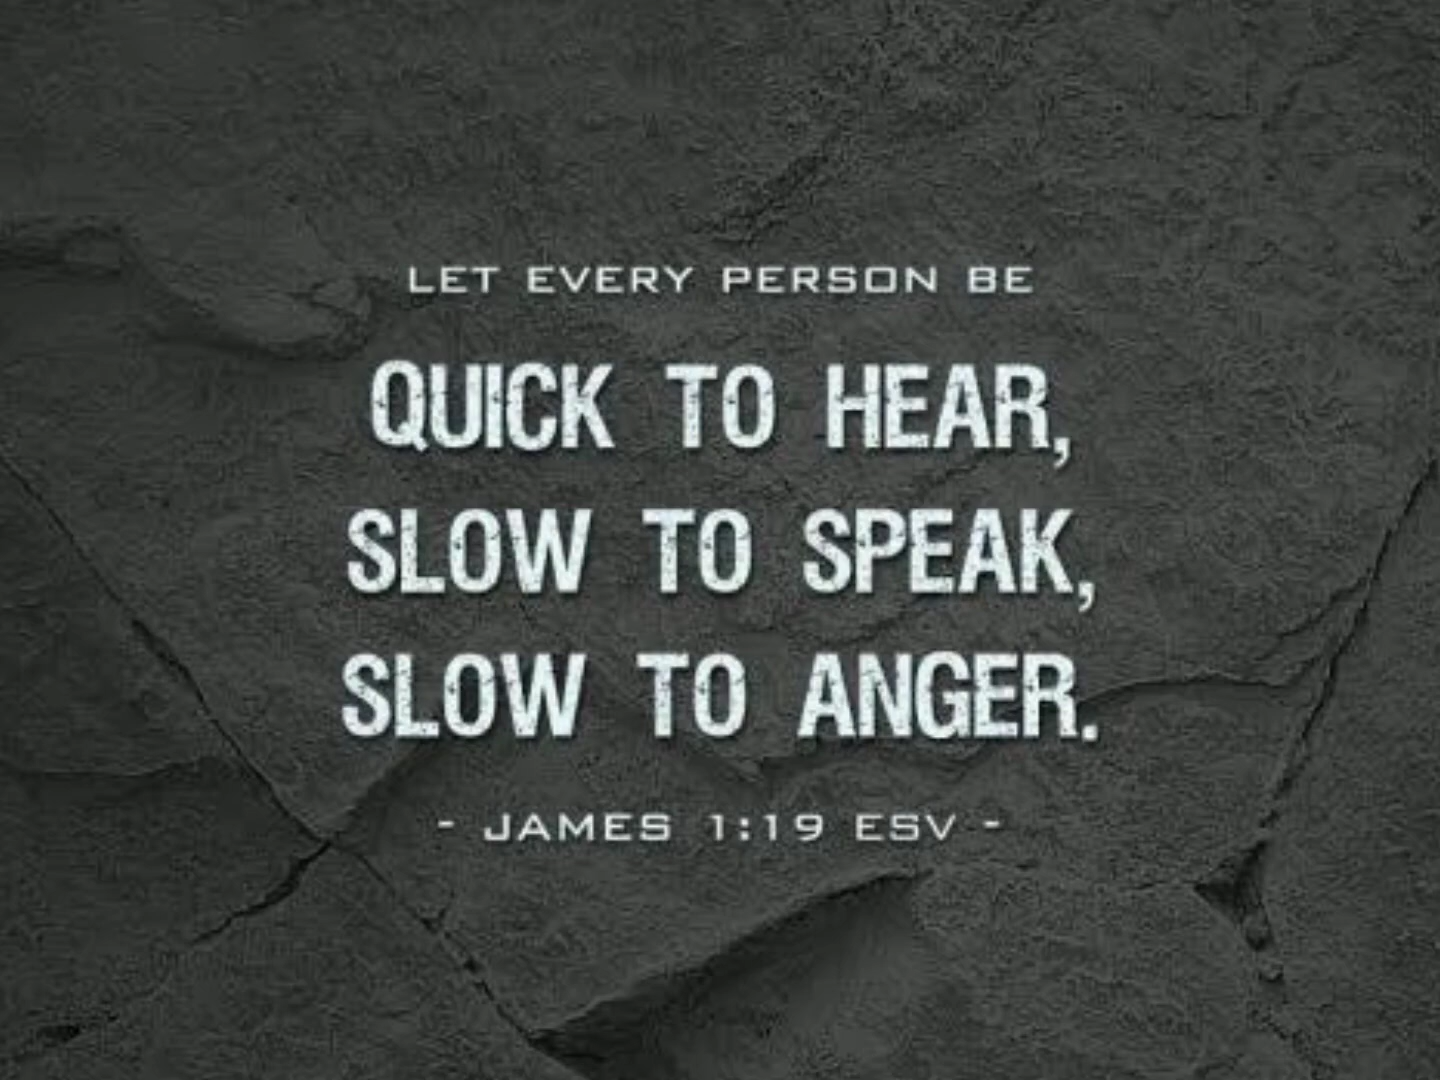 LET EVERY PERSON BE
QUICK TO HEAR,
SLOW TO SPEAK,
SLOW TO ANGER.
- JAMES 1:19 ESV -